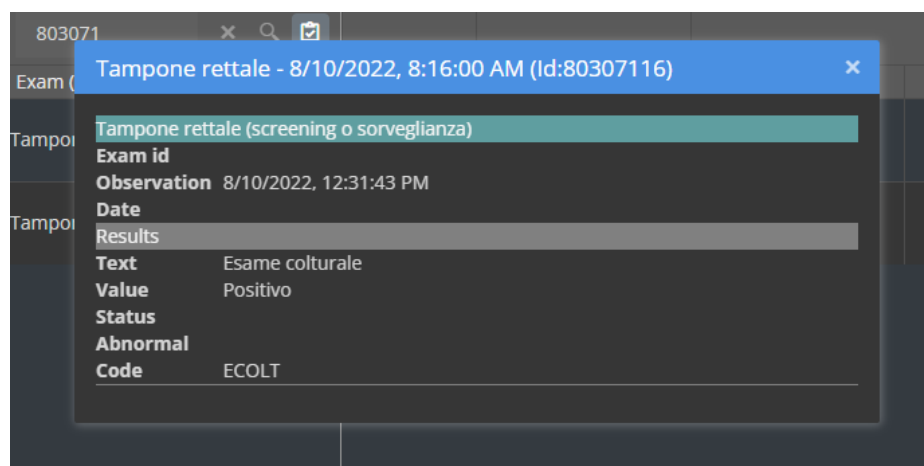 803071
Tampone rettale - 8/10/2022, 8:16:00 AM (Id:80307116)
Exam (
Tampone rettale (screening o sorveglianza)
Tampo
Exam id
Observation 8/10/2022, 12:31:43 PM
Date
Tampo
Results
Text Esame colturale
Value Positivo
Status
Abnormal
Code ECOLT